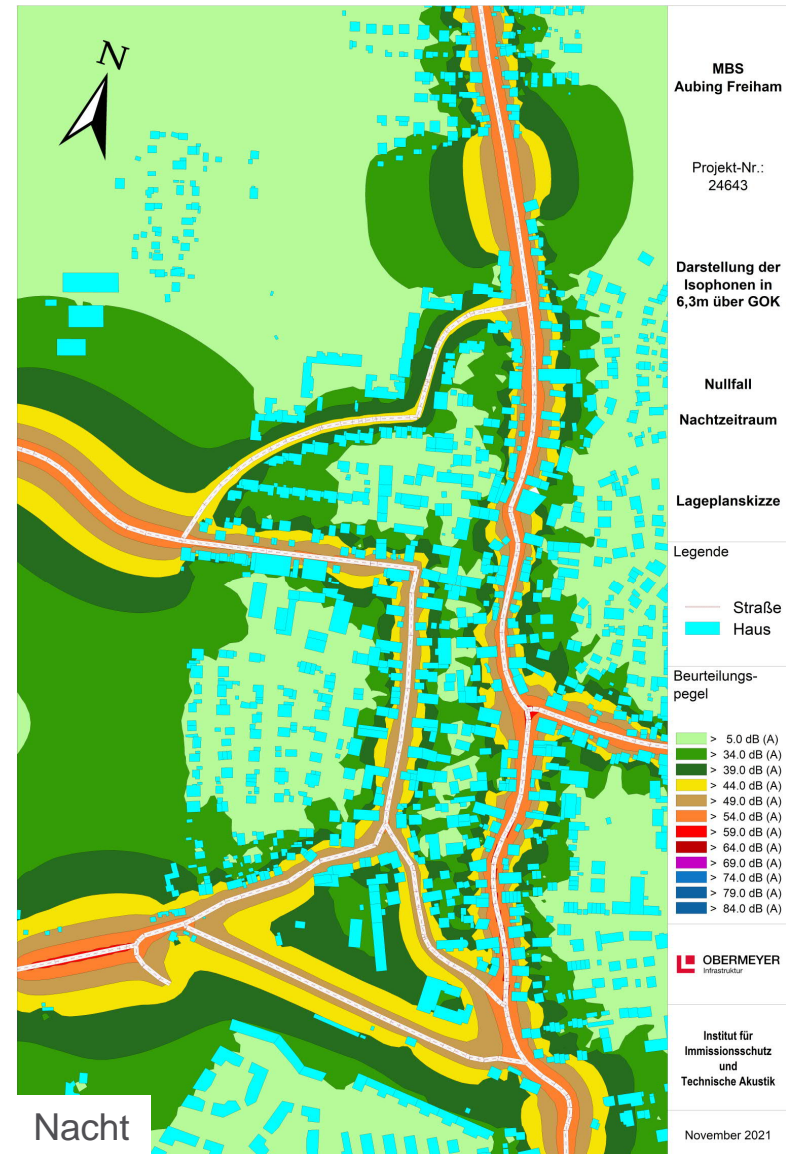 N
MBS
Aubing Freiham
Projekt-Nr.:
24643
Darstellung der
Isophonen in
6,3m über GOK
Nullfall
Nachtzeitraum
Lageplanskizze
Legende
Straße
Haus
Beurteilungs-
pegel
> 5.0 dB (A)
> 34.0 dB (A)
> 39.0 dB (A)
> 44.0 dB (A)
> 49.0 dB (A)
> 54.0 dB (A)
> 59.0 dB (A)
> 64.0 dB (A)
> 69.0 dB (A)
> 74.0 dB (A)
> 79.0 dB (A)
> 84.0 dB (A)
OBERMEYER
Infrastruktur
Institut für
Immissionsschutz
und
Technische Akustik
November 2021
Nacht